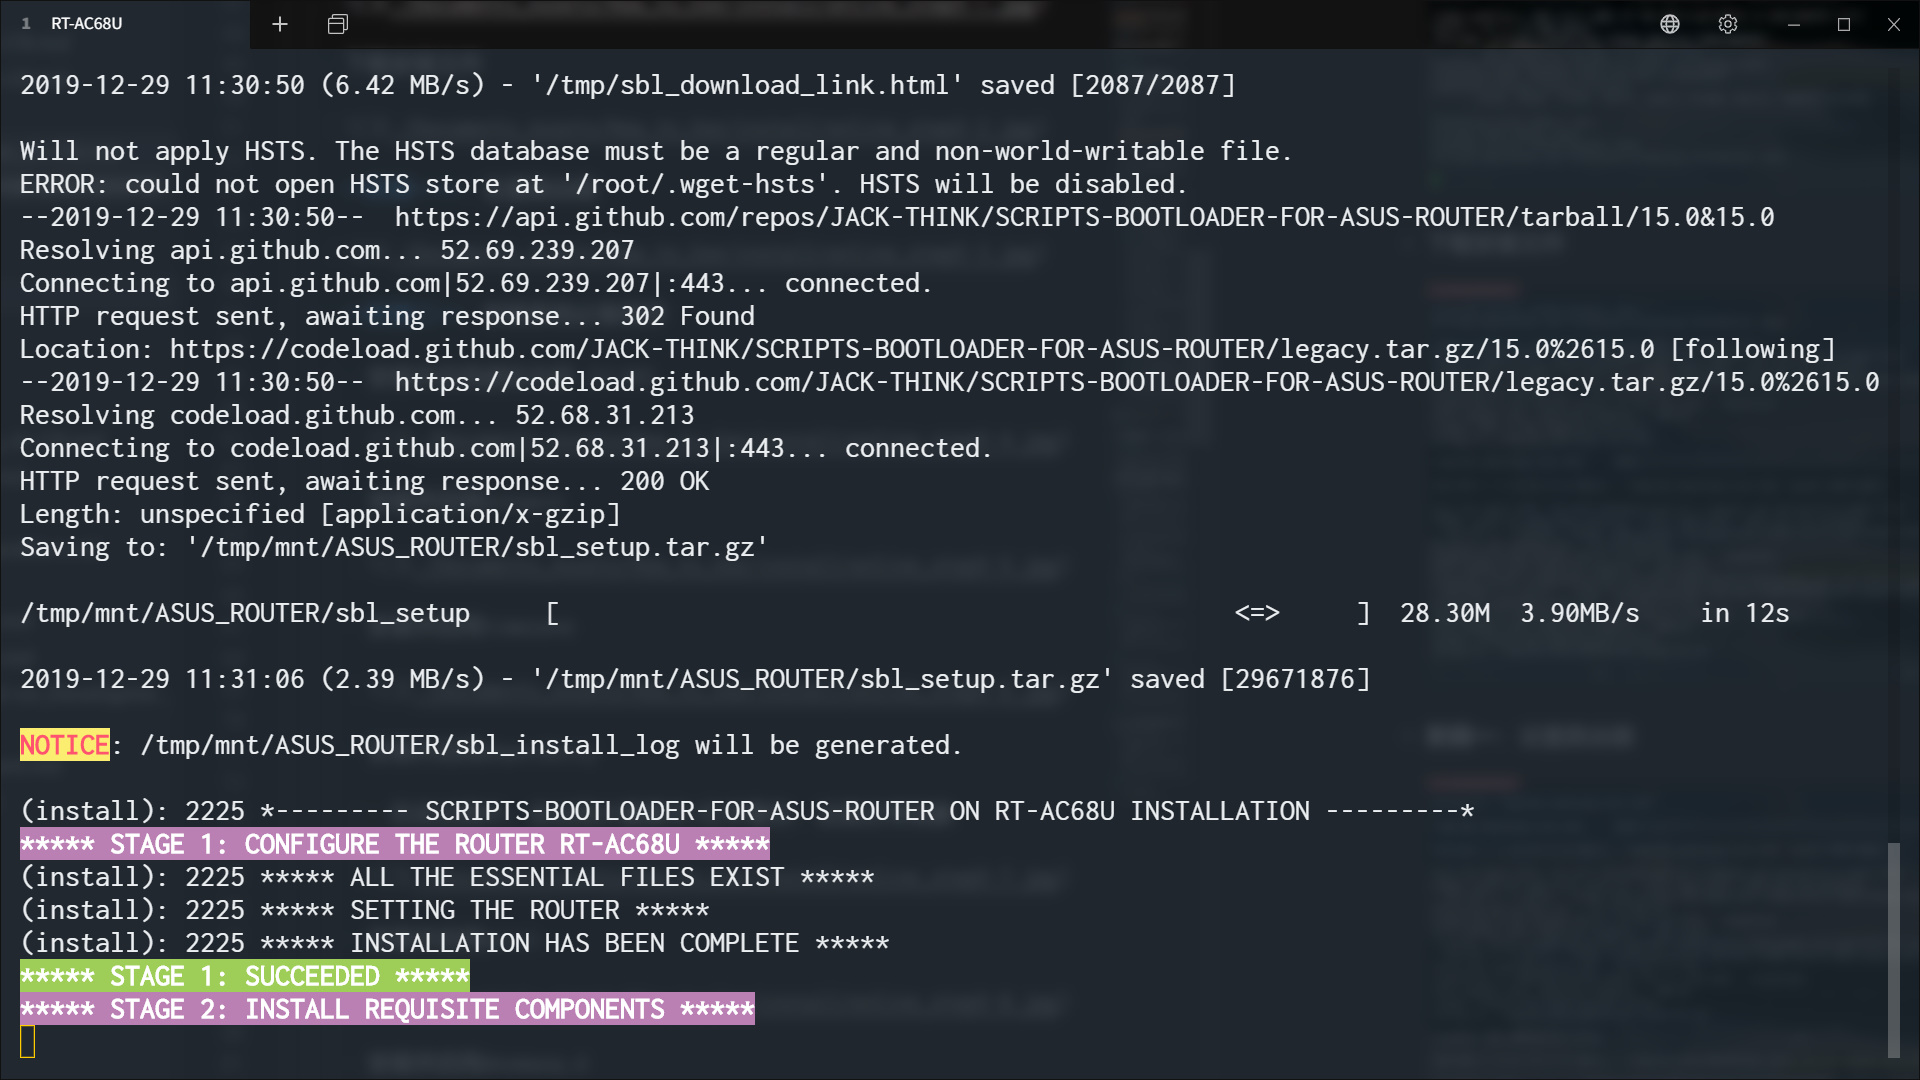 1 RT-AC68U
2019-12-29 11:30:50 (6.42 MB/s) - '/tmp/sbl_download_link.html' saved [2087/2087]
Will not apply HSTS. The HSTS database must be a regular and non-world-writable file.
ERROR: could not open HSTS store at '/root/.wget-hsts'. HSTS will be disabled.
--2019-12-29 11:30:50--  https://api.github.com/repos/JACK-THINK/SCRIPTS-BOOTLOADER-FOR-ASUS-ROUTER/tarball/15.0&15.0
Resolving api.github.com... 52.69.239.207
Connecting to api.github.com|52.69.239.207|:443... connected.
HTTP request sent, awaiting response... 302 Found
Location: https://codeload.github.com/JACK-THINK/SCRIPTS-BOOTLOADER-FOR-ASUS-ROUTER/legacy.tar.gz/15.0%2615.0 [following]
--2019-12-29 11:30:50--  https://codeload.github.com/JACK-THINK/SCRIPTS-BOOTLOADER-FOR-ASUS-ROUTER/legacy.tar.gz/15.0%2615.0
Resolving codeload.github.com... 52.68.31.213
Connecting to codeload.github.com|52.68.31.213|:443... connected.
HTTP request sent, awaiting response... 200 OK
Length: unspecified [application/x-gzip]
Saving to: '/tmp/mnt/ASUS_ROUTER/sbl_setup.tar.gz'
/tmp/mnt/ASUS_ROUTER/sbl_setup     [                                             <=>     ]  28.30M  3.90MB/s    in 12s
2019-12-29 11:31:06 (2.39 MB/s) - '/tmp/mnt/ASUS_ROUTER/sbl_setup.tar.gz' saved [29671876]
NOTICE: /tmp/mnt/ASUS_ROUTER/sbl_install_log will be generated.
(install): 2225 *--------- SCRIPTS-BOOTLOADER-FOR-ASUS-ROUTER ON RT-AC68U INSTALLATION ---------*
***** STAGE 1: CONFIGURE THE ROUTER RT-AC68U *****
(install): 2225 ***** ALL THE ESSENTIAL FILES EXIST *****
(install): 2225 ***** SETTING THE ROUTER *****
(install): 2225 ***** INSTALLATION HAS BEEN COMPLETE *****
***** STAGE 1: SUCCEEDED *****
***** STAGE 2: INSTALL REQUISITE COMPONENTS *****